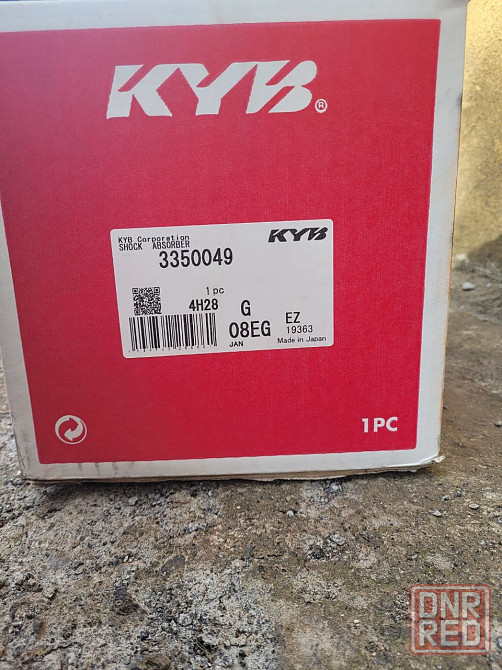 KYB®
KYB Corporation
KYB
SHOCK ABSORBER
3350049
1 pc
4H28
G
08EG
EZ
19363
JAN
Made in Japan
1PC
DNR
RED